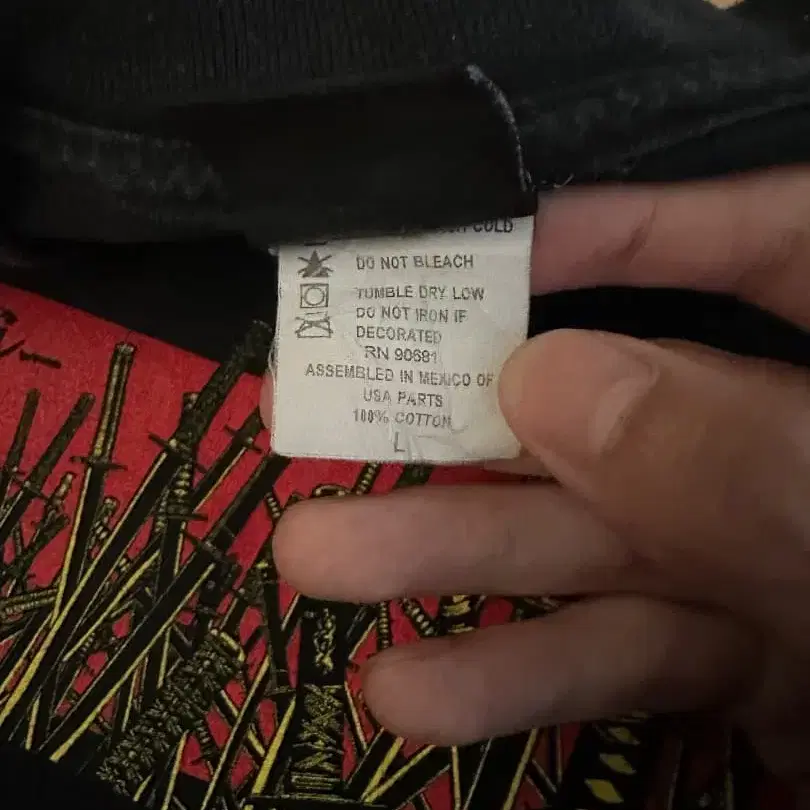 COLD
DO NOT BLEACH
TUMBLE DRY LOW
DO NOT IRON IF
DECORATED
RN 90681
ASSEMBLED IN MEXICO OF
USA PARTS
100% COTTON
L